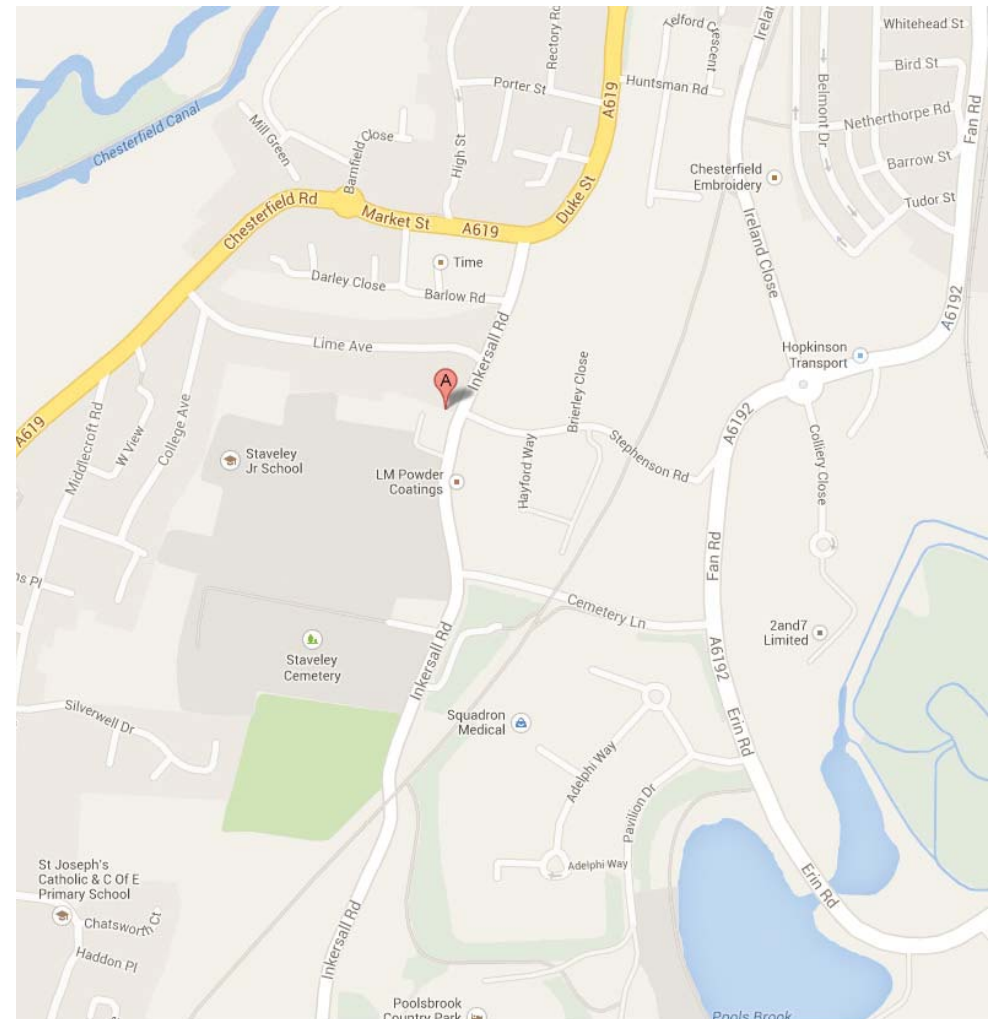 Telford Crescent
Rectory Rd
Whitehead St
Bird St
Porter St
Huntsman Rd
A619
Belmont Dr
Fan Rd
Chesterfield Canal
Mill Green
Barnfield Close
High St
Netherthorpe Rd
Barrow St
Chesterfield
Embroidery
Tudor St
Chesterfield Rd
Market St
A619
Duke St
Ireland Close
Time
Darley Close
Barlow Rd
A6192
Inkersall Rd
Lime Ave
Hopkinson
Transport
A
Brierley Close
A6192
A619
Middlecroft Rd
W View
College Ave
Staveley
Jr School
Stephenson Rd
Colliery Close
LM Powder
Coatings
Hayford Way
Fan Rd
Cemetery Ln
2and7
Limited
Inkersall Rd
Staveley
Cemetery
A6192
Silverwell Dr
Squadron
Medical
Erin Rd
Adelphi Way
Pavilion Dr
St Joseph's
Catholic & C Of E
Primary School
Adelphi Way
Erin Rd
Chatsworth Ct
Haddon Pl
Inkersall Rd
Poolsbrook
Country Park
Pools Brook